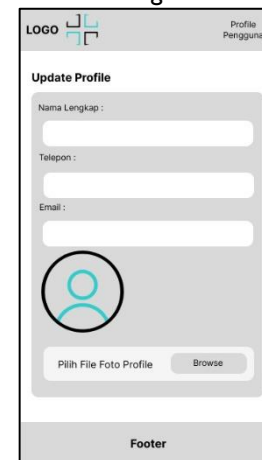 LOGO
Profile
Pengguna
Update Profile
Nama Lengkap :
Telepon :
Email :
Pilih File Foto Profile
Browse
Footer